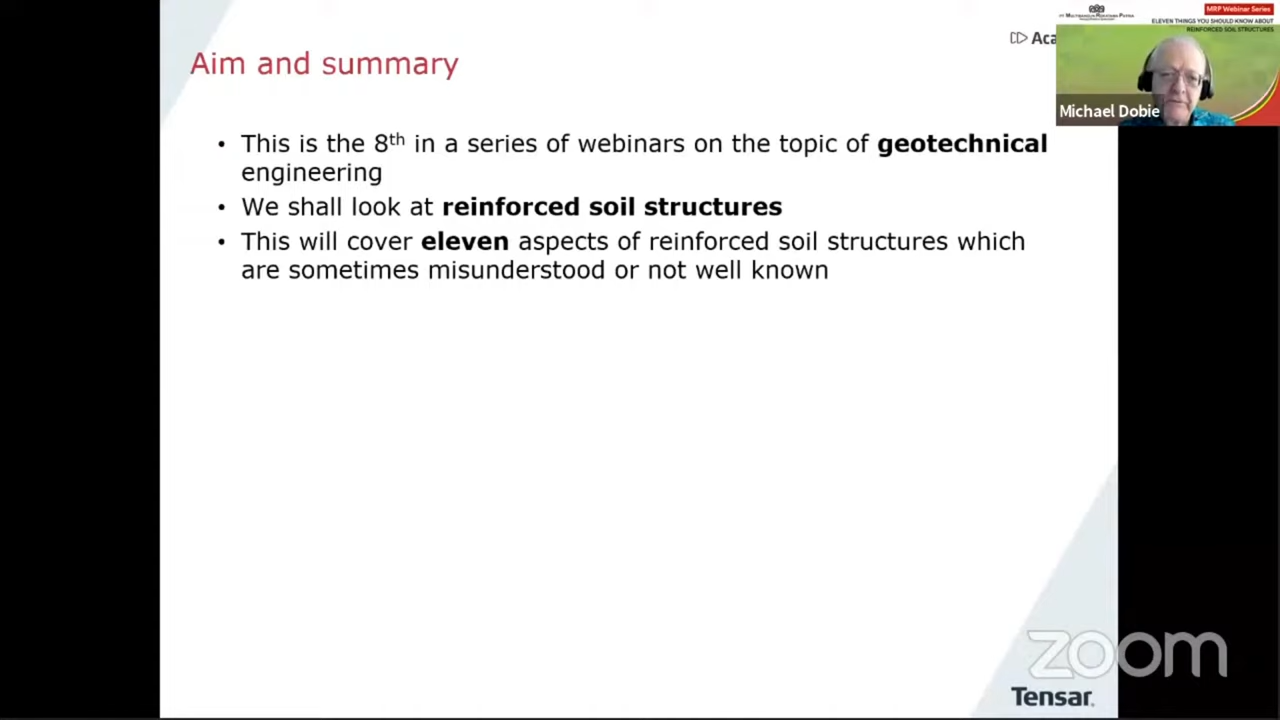 Aim and summary
• This is the 8th in a series of webinars on the topic of geotechnical
engineering
• We shall look at reinforced soil structures
• This will cover eleven aspects of reinforced soil structures which
are sometimes misunderstood or not well known
Aca
MRP Webinar Series
ELEVEN THINGS YOU SHOULD KNOW ABOUT
REINFORCED SOIL STRUCTURES
Michael Dobie
zoom
Tensar